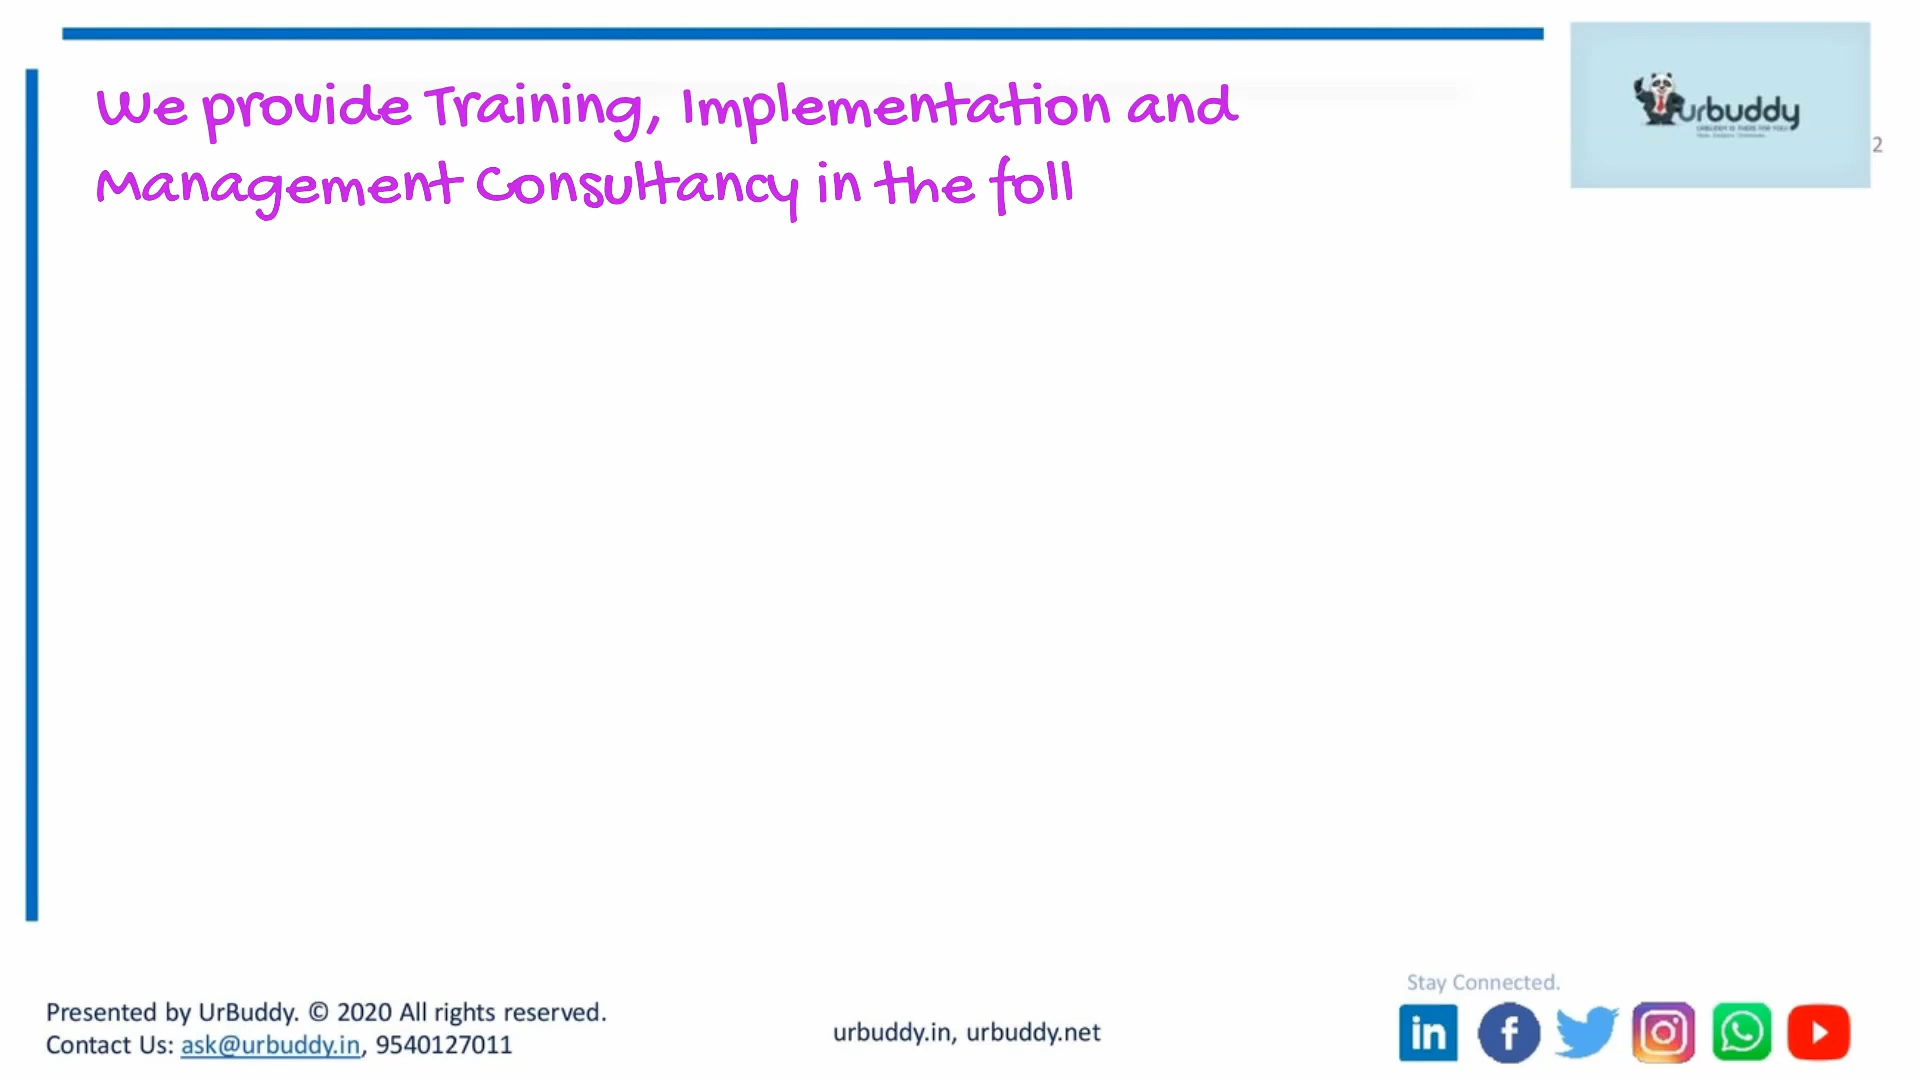 We provide Training, Implementation and
Management Consultancy in the foll
urbuddy
2
Stay Connected.
Presented by UrBuddy. © 2020 All rights reserved.
Contact Us: ask@urbuddy.in, 9540127011
urbuddy.in, urbuddy.net